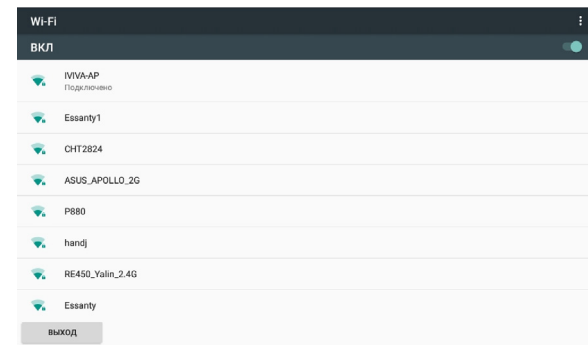 Wi-Fi
ВКЛ
IVIVA-AP
Подключено
Essanty1
CHT2824
ASUS_APOLLO_2G
P880
handj
RE450_Yalin_2.4G
Essanty
ВЫХОД